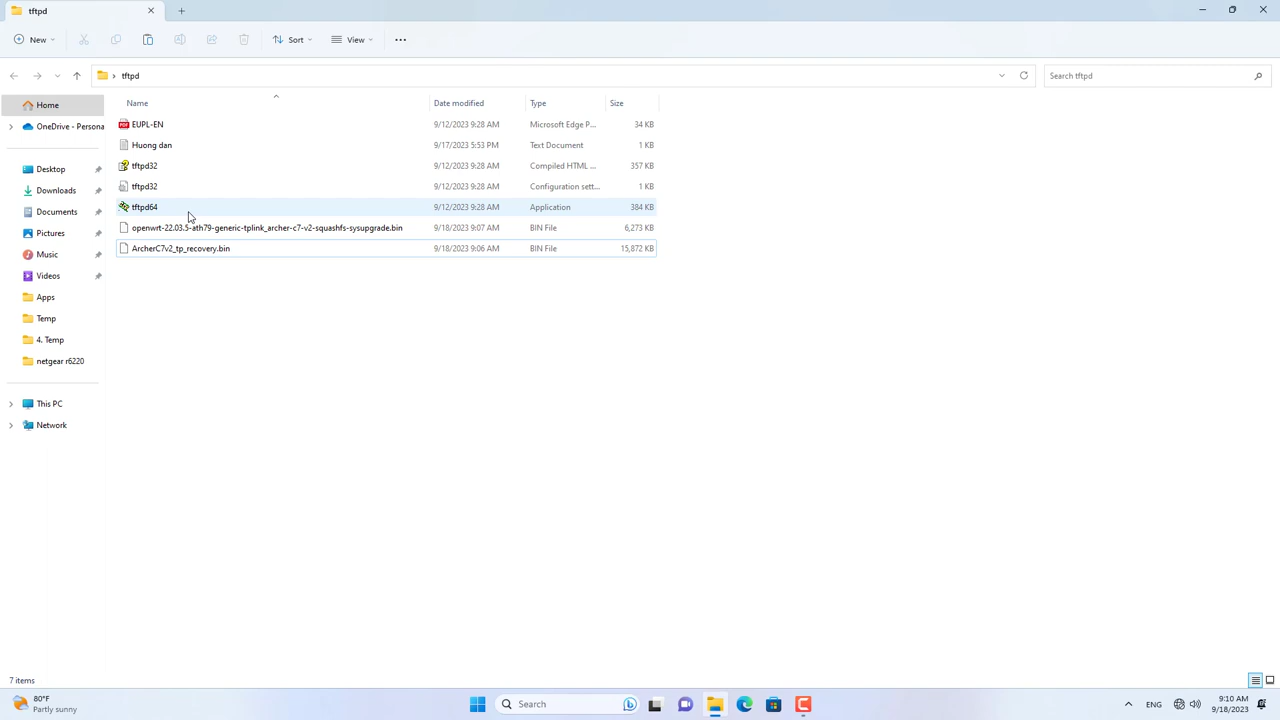 tftpd
New
Sort
View
tftpd
Search tftpd
Name Date modified Type Size
Home
OneDrive - Persona
Desktop
Downloads
Documents
Pictures
Music
Videos
Apps
Temp
4. Temp
netgear r6220
This PC
Network
EUPL-EN 9/12/2023 9:28 AM Microsoft Edge P... 34 KB
Huong dan 9/17/2023 5:53 PM Text Document 1 KB
tftpd32 9/12/2023 9:28 AM Compiled HTML ... 357 KB
tftpd32 9/12/2023 9:28 AM Configuration sett... 1 KB
tftpd64 9/12/2023 9:28 AM Application 384 KB
openwrt-22.03.5-ath79-generic-tplink_archer-c7-v2-squashfs-sysupgrade.bin 9/18/2023 9:07 AM BIN File 6,273 KB
ArcherC7v2_tp_recovery.bin 9/18/2023 9:06 AM BIN File 15,872 KB
7 items
80°F
Partly sunny
Search
ENG
9:10 AM
9/18/2023